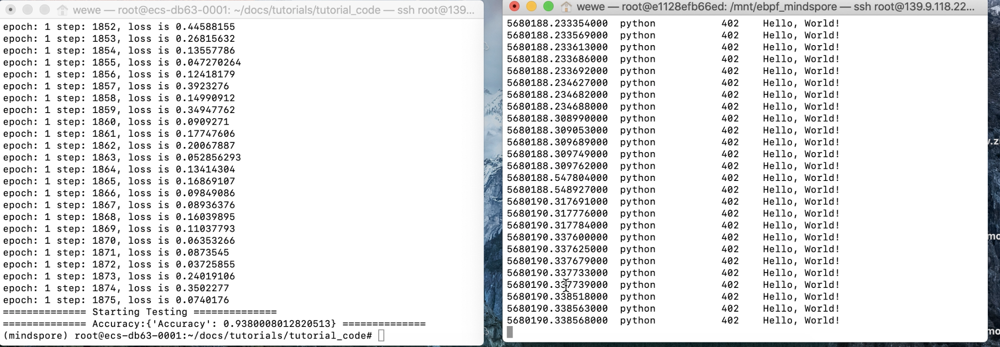 wewe — root@ecs-db63-0001: ~/docs/tutorials/tutorial_code — ssh root@139...
epoch: 1 step: 1852, loss is 0.44588155
epoch: 1 step: 1853, loss is 0.26815632
epoch: 1 step: 1854, loss is 0.13557786
epoch: 1 step: 1855, loss is 0.047270264
epoch: 1 step: 1856, loss is 0.12418179
epoch: 1 step: 1857, loss is 0.3923276
epoch: 1 step: 1858, loss is 0.14990912
epoch: 1 step: 1859, loss is 0.34947762
epoch: 1 step: 1860, loss is 0.0909271
epoch: 1 step: 1861, loss is 0.17747606
epoch: 1 step: 1862, loss is 0.20067887
epoch: 1 step: 1863, loss is 0.052856293
epoch: 1 step: 1864, loss is 0.13414304
epoch: 1 step: 1865, loss is 0.16869107
epoch: 1 step: 1866, loss is 0.09849086
epoch: 1 step: 1867, loss is 0.08936376
epoch: 1 step: 1868, loss is 0.16039895
epoch: 1 step: 1869, loss is 0.11037793
epoch: 1 step: 1870, loss is 0.06353266
epoch: 1 step: 1871, loss is 0.0873545
epoch: 1 step: 1872, loss is 0.03725855
epoch: 1 step: 1873, loss is 0.24019106
epoch: 1 step: 1874, loss is 0.3502277
epoch: 1 step: 1875, loss is 0.0740176
============== Starting Testing ==============
============== Accuracy:{'Accuracy': 0.9380008012820513} ==============
(mindspore) root@ecs-db63-0001:~/docs/tutorials/tutorial_code#
wewe — root@e1128efb66ed: /mnt/ebpf_mindspore — ssh root@139.9.118.22...
5680188.233354000 python 402 Hello, World!
5680188.233569000 python 402 Hello, World!
5680188.233613000 python 402 Hello, World!
5680188.233686000 python 402 Hello, World!
5680188.233692000 python 402 Hello, World!
5680188.234627000 python 402 Hello, World!
5680188.234682000 python 402 Hello, World!
5680188.234688000 python 402 Hello, World!
5680188.308990000 python 402 Hello, World!
5680188.309053000 python 402 Hello, World!
5680188.309689000 python 402 Hello, World!
5680188.309749000 python 402 Hello, World!
5680188.309762000 python 402 Hello, World!
5680188.547804000 python 402 Hello, World!
5680188.548927000 python 402 Hello, World!
5680190.317691000 python 402 Hello, World!
5680190.317776000 python 402 Hello, World!
5680190.317784000 python 402 Hello, World!
5680190.337600000 python 402 Hello, World!
5680190.337625000 python 402 Hello, World!
5680190.337679000 python 402 Hello, World!
5680190.337733000 python 402 Hello, World!
5680190.337739000 python 402 Hello, World!
5680190.338518000 python 402 Hello, World!
5680190.338563000 python 402 Hello, World!
5680190.338568000 python 402 Hello, World!